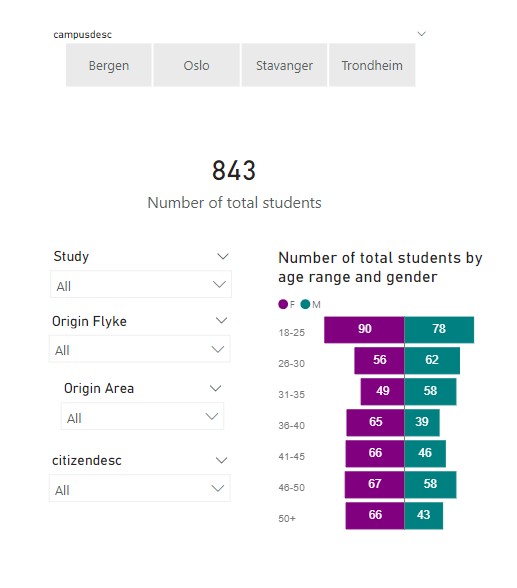 campusdesc
Bergen Oslo Stavanger Trondheim
843
Number of total students
Study
All
Origin Flyke
All
Origin Area
All
citizendesc
All
Number of total students by
age range and gender
F M
18-25 90 78
26-30 56 62
31-35 49 58
36-40 65 39
41-45 66 46
46-50 67 58
50+ 66 43